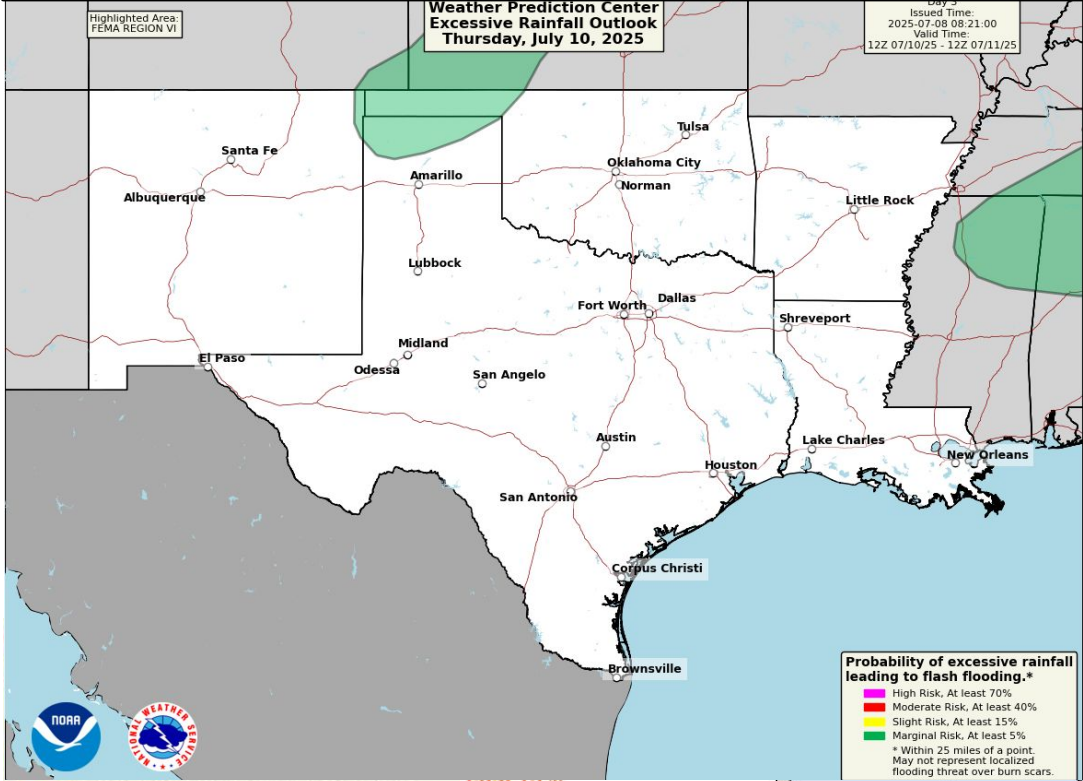 Highlighted Area:
FEMA REGION VI
Weather Prediction Center
Excessive Rainfall Outlook
Thursday, July 10, 2025
Day 3
Issued Time:
2025-07-08 08:21:00
Valid Time:
12Z 07/10/25 - 12Z 07/11/25
Tulsa
Santa Fe
Oklahoma City
Amarillo
Norman
Albuquerque
Little Rock
Lubbock
Fort Worth
Dallas
Shreveport
Midland
El Paso
Odessa
San Angelo
Austin
Lake Charles
New Orleans
Houston
San Antonio
Corpus Christi
Brownsville
Probability of excessive rainfall
leading to flash flooding.*
High Risk, At least 70%
Moderate Risk, At least 40%
Slight Risk, At least 15%
Marginal Risk, At least 5%
* Within 25 miles of a point.
May not represent localized
flooding threat over burn scars.
NOAA
NATIONAL WEATHER SERVICE